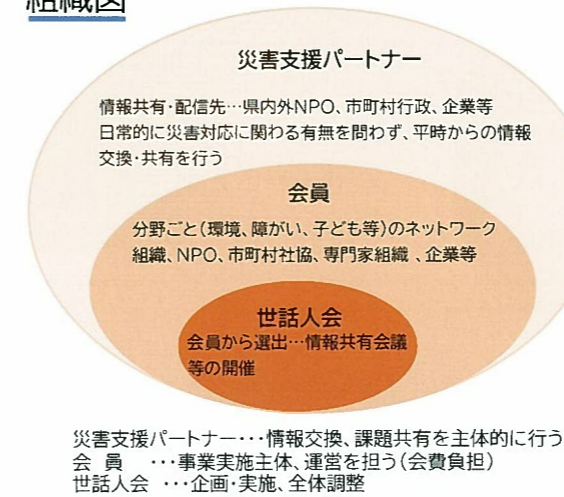 組織図
災害支援パートナー
情報共有・配信先…県内外NPO、市町村行政、企業等
日常的に災害対応に関わる有無を問わず、平時からの情報
交換・共有を行う
会員
分野ごと(環境、障がい、子ども等)のネットワーク
組織、NPO、市町村社協、専門家組織 、企業等
世話人会
会員から選出…情報共有会議
等の開催
災害支援パートナー・・・情報交換、課題共有を主体的に行う
会 員 ・・・事業実施主体、運営を担う(会費負担)
世話人会 ・・・企画・実施、全体調整